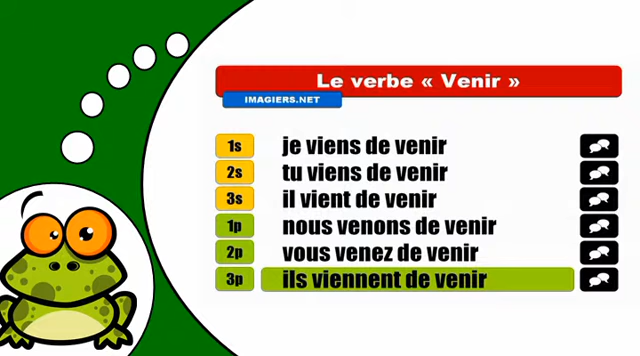 Le verbe « Venir »
IMAGIERS.NET
1s je viens de venir
2s tu viens de venir
3s il vient de venir
1p nous venons de venir
2p vous venez de venir
3p ils viennent de venir